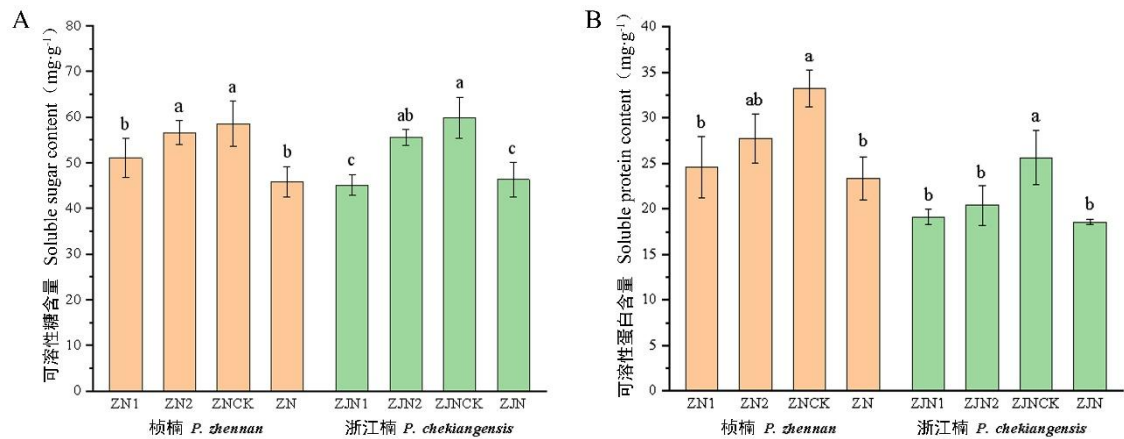 A
可溶性糖含量 Soluble sugar content（mg·g⁻¹）
80
70
60
50
40
30
20
10
0
b
a
a
b
c
ab
a
c
ZN1 ZN2 ZNCK ZN ZJN1 ZJN2 ZJNCK ZJN
桢楠 P. zhennan 浙江楠 P. chekiangensis
B
可溶性蛋白含量 Soluble protein content（mg·g⁻¹）
40
35
30
25
20
15
10
5
0
b
ab
a
b
b
b
a
b
ZN1 ZN2 ZNCK ZN ZJN1 ZJN2 ZJNCK ZJN
桢楠 P. zhennan 浙江楠 P. chekiangensis